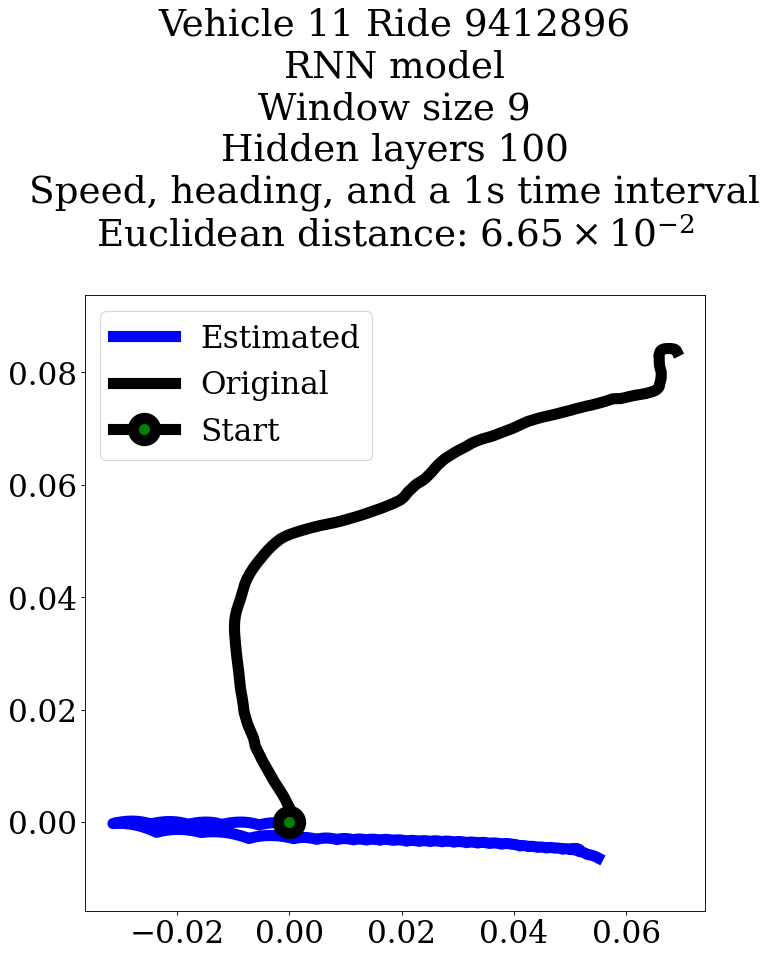 Vehicle 11 Ride 9412896
RNN model
Window size 9
Hidden layers 100
Speed, heading, and a 1s time interval
Euclidean distance: 6.65 × 10⁻²
Estimated
Original
Start
0.08
0.06
0.04
0.02
0.00
−0.02 0.00 0.02 0.04 0.06